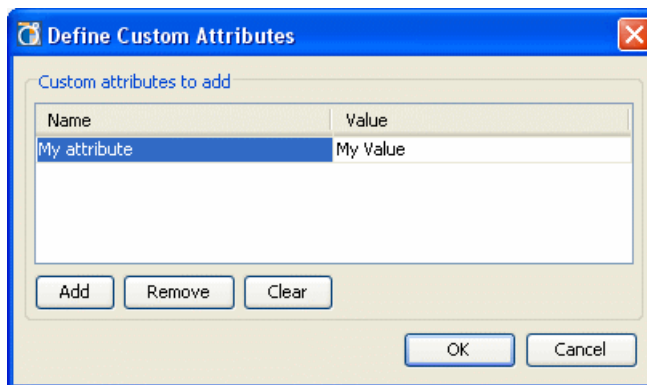 Define Custom Attributes
Custom attributes to add
Name Value
My attribute My Value
Add Remove Clear
OK Cancel